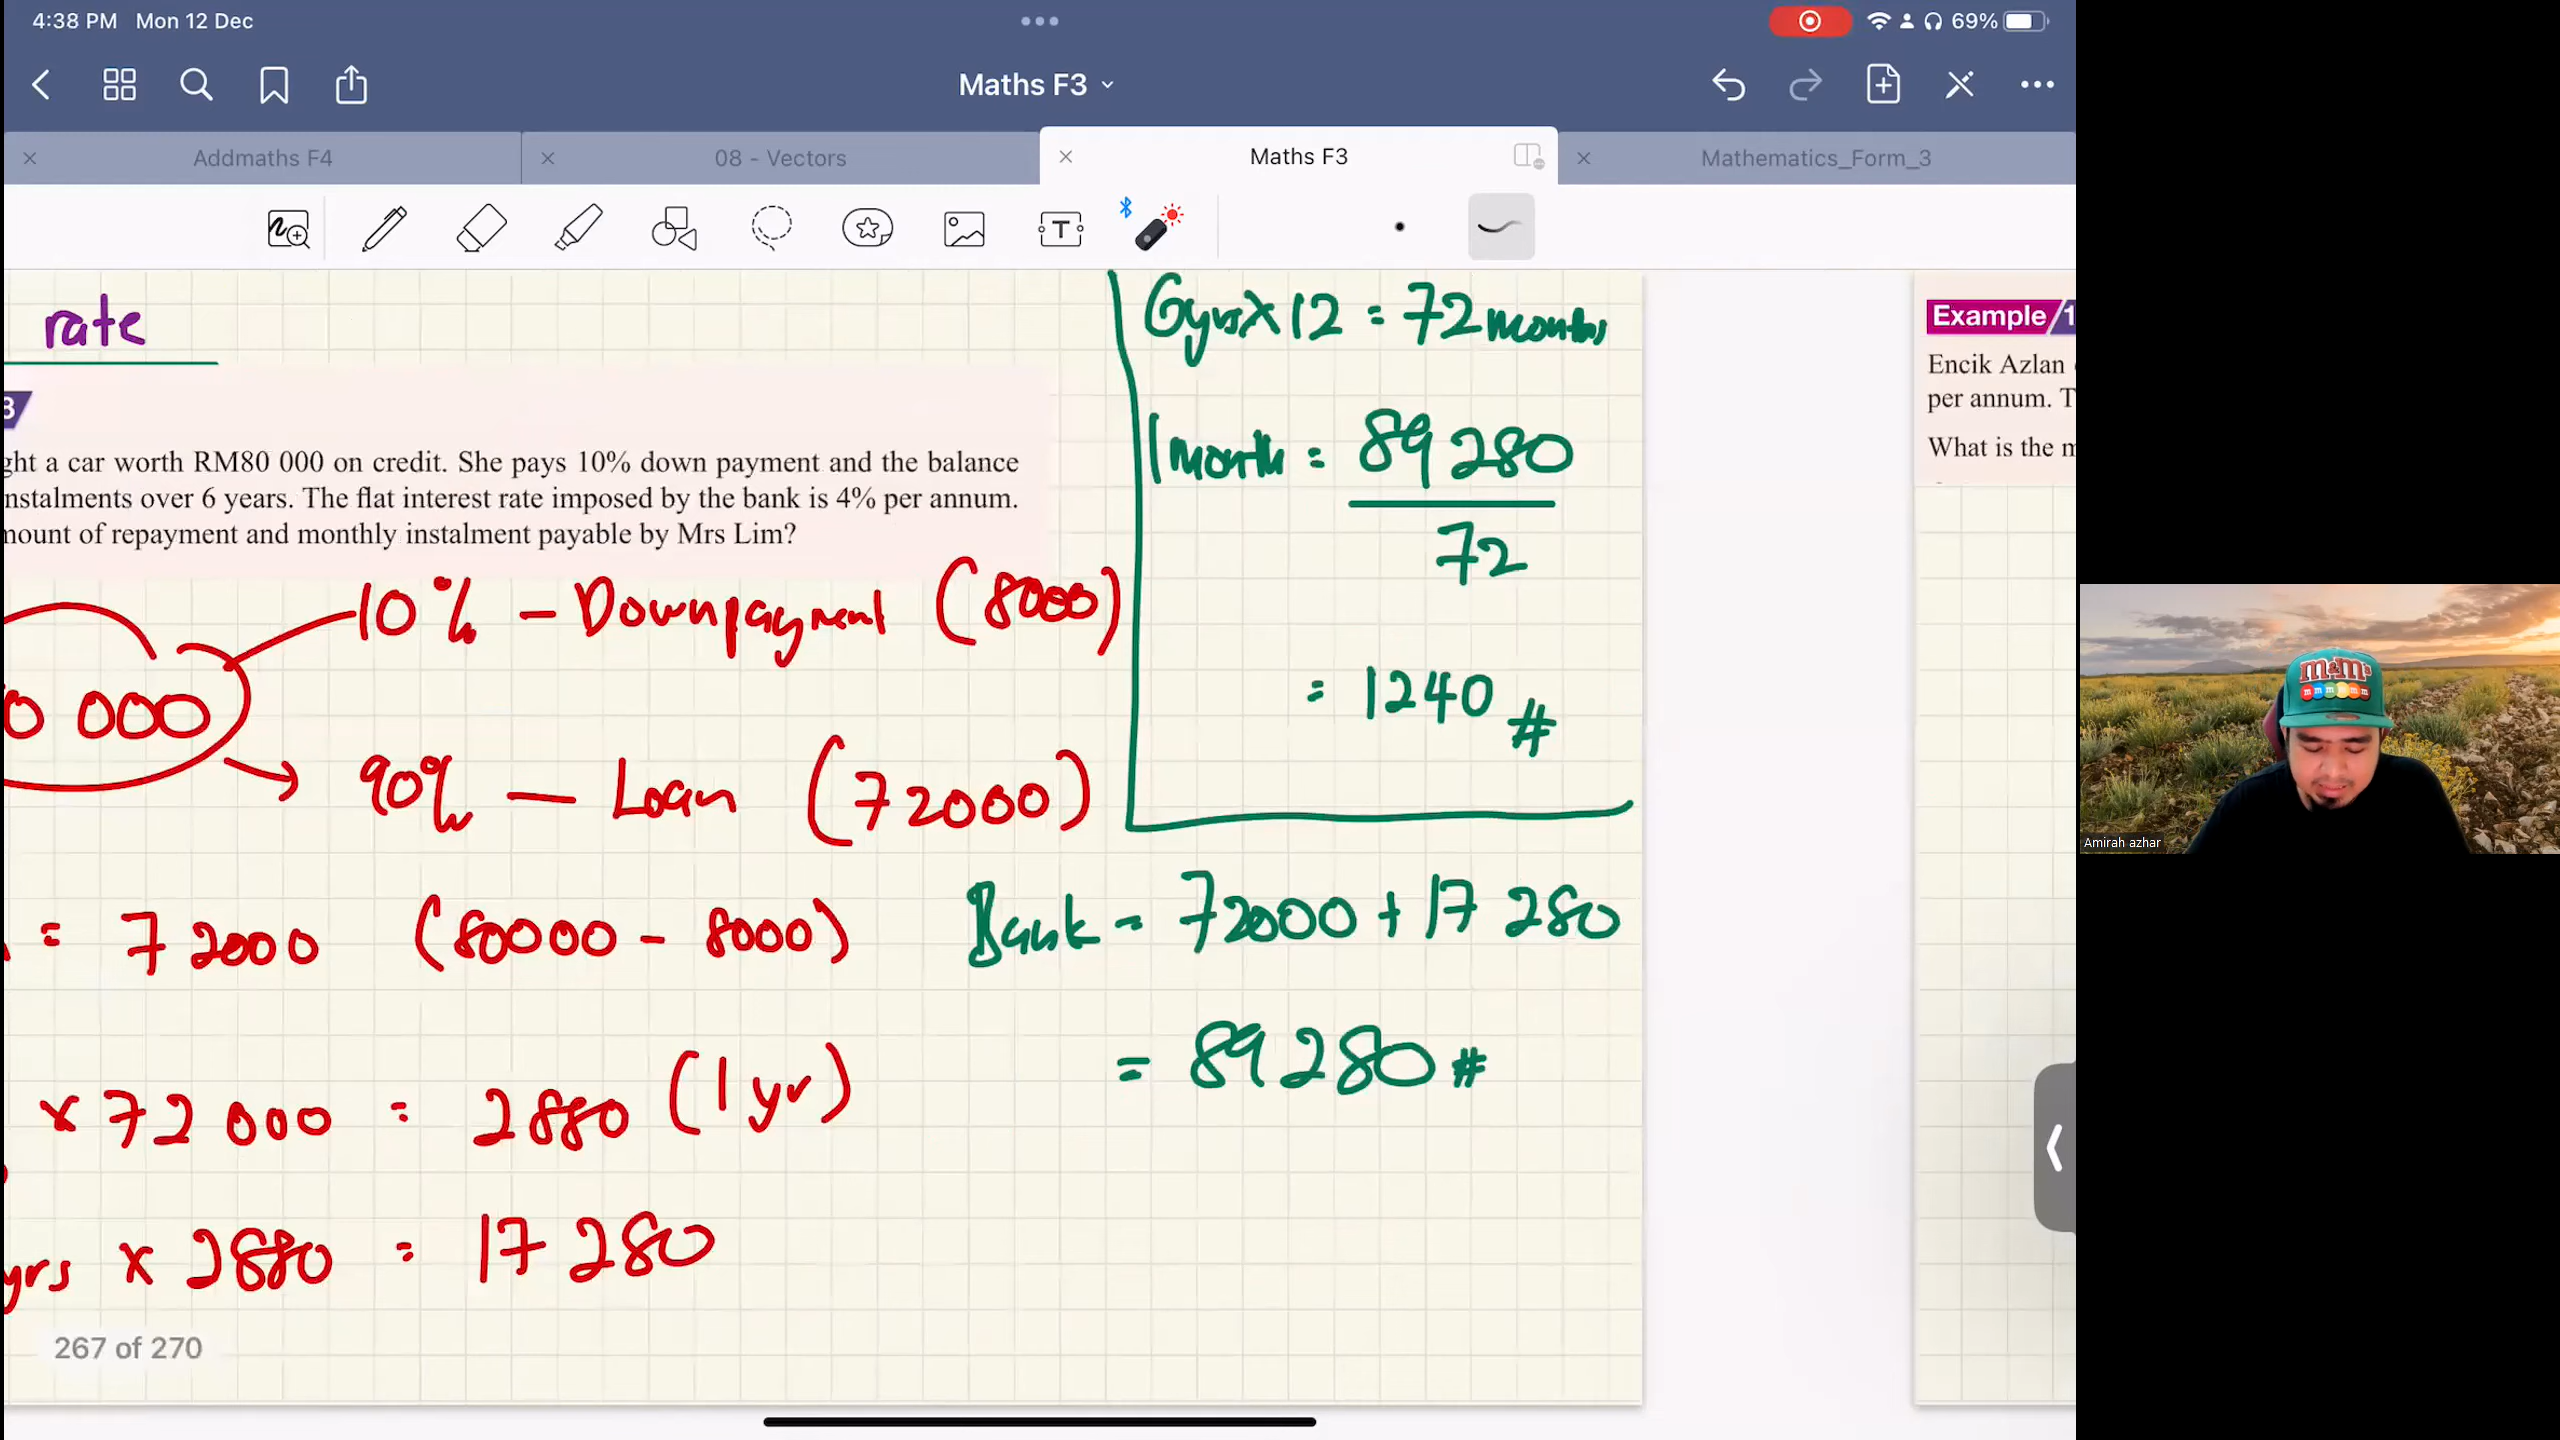 4:38 PM Mon 12 Dec
69%
Maths F3
Addmaths F4
08 - Vectors
Maths F3
Mathematics_Form_3
rate
3
ght a car worth RM80 000 on credit. She pays 10% down payment and the balance
nstalments over 6 years. The flat interest rate imposed by the bank is 4% per annum.
mount of repayment and monthly instalment payable by Mrs Lim?
10% - Downpayment (8000)
0 000
90% - Loan (72000)
= 72000 (80000 - 8000)
x 72 000 = 2880 (1 yr)
yrs x 2880 = 17 280
6yrs x 12 = 72 months
1 month = 89 280
72
= 1240 #
Bank = 72000 + 17 280
= 89 280 #
Example 1
Encik Azlan
per annum. T
What is the m
267 of 270
m&m's
mmmmm
Amirah azhar